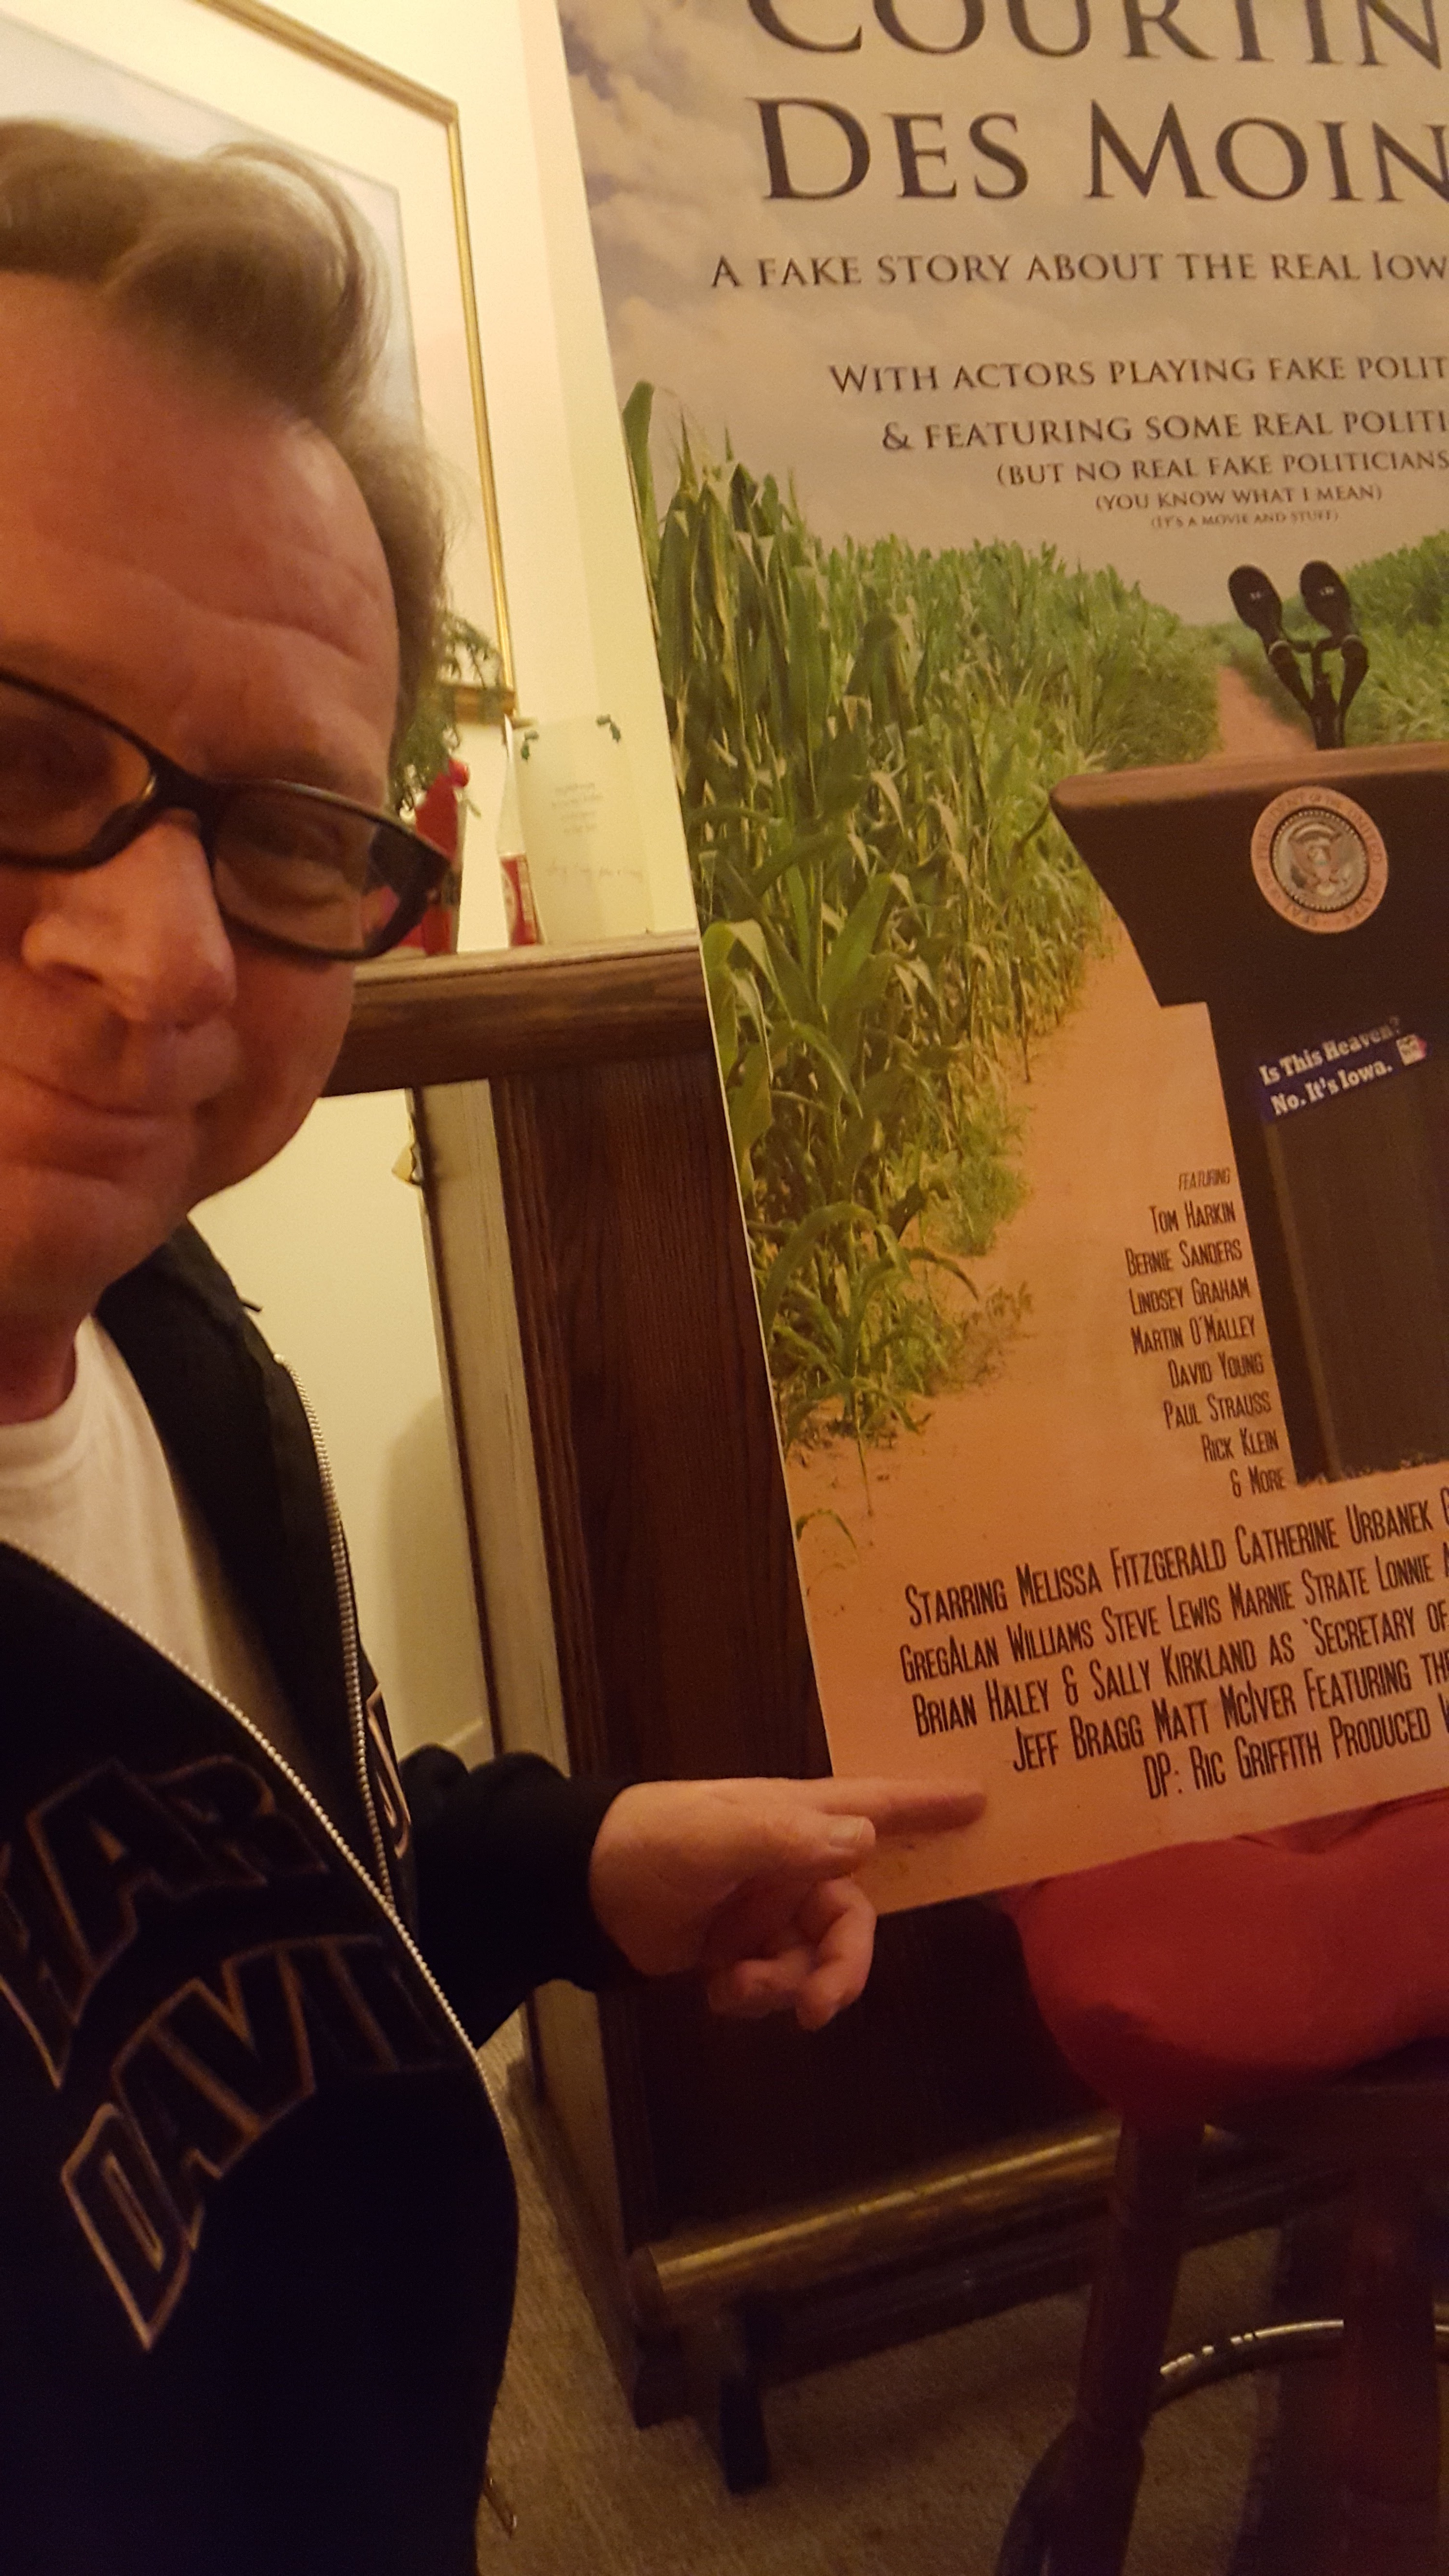 COURTIN
DES MOIN
A FAKE STORY ABOUT THE REAL IOW
WITH ACTORS PLAYING FAKE POLIT
& FEATURING SOME REAL POLITI
(BUT NO REAL FAKE POLITICIANS
(YOU KNOW WHAT I MEAN)
(IT'S A MOVIE AND STUFF)
Is This Heaven?
No. It's Iowa.
FEATURING
TOM HARKIN
BERNIE SANDERS
LINDSEY GRAHAM
MARTIN O'MALLEY
DAVID YOUNG
PAUL STRAUSS
RICK KLEIN
& MORE
STARRING MELISSA FITZGERALD CATHERINE URBANEK
GREGALAN WILLIAMS STEVE LEWIS MARNIE STRATE LONNIE
BRIAN HALEY & SALLY KIRKLAND AS 'SECRETARY OF
JEFF BRAGG MATT MCIVER FEATURING THE
DP: RIC GRIFFITH PRODUCED
HAR
DAVI